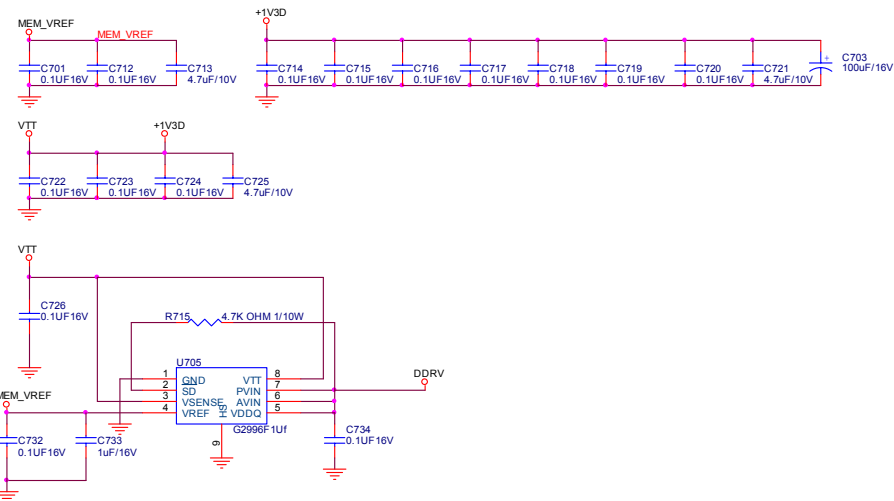 MEM_VREF
MEM_VREF
+1V3D
C701
0.1UF16V
C712
0.1UF16V
C713
4.7uF/10V
C714
0.1UF16V
C715
0.1UF16V
C716
0.1UF16V
C717
0.1UF16V
C718
0.1UF16V
C719
0.1UF16V
C720
0.1UF16V
C721
4.7uF/10V
+
C703
100uF/16V
VTT
+1V3D
C722
0.1UF16V
C723
0.1UF16V
C724
0.1UF16V
C725
4.7uF/10V
VTT
C726
0.1UF16V
R715
4.7K OHM 1/10W
U705
1 GND
2 SD
3 VSENSE
4 VREF
HS
9
VTT 8
PVIN 7
AVIN 6
VDDQ 5
G2996F1Uf
DDRV
C734
0.1UF16V
MEM_VREF
C732
0.1UF16V
C733
1uF/16V